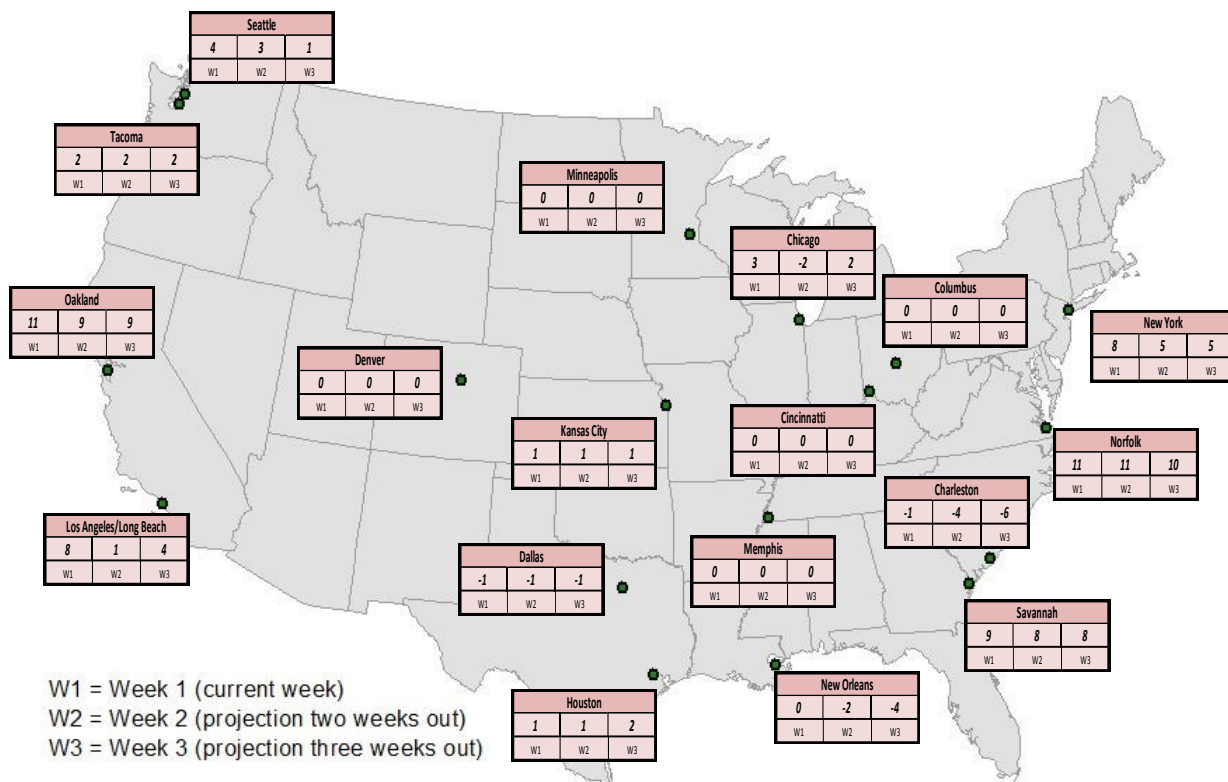 Seattle
4 3 1
W1 W2 W3
Tacoma
2 2 2
W1 W2 W3
Minneapolis
0 0 0
W1 W2 W3
Chicago
3 -2 2
W1 W2 W3
Columbus
0 0 0
W1 W2 W3
Oakland
11 9 9
W1 W2 W3
New York
8 5 5
W1 W2 W3
Denver
0 0 0
W1 W2 W3
Kansas City
1 1 1
W1 W2 W3
Cincinnatti
0 0 0
W1 W2 W3
Norfolk
11 11 10
W1 W2 W3
Charleston
-1 -4 -6
W1 W2 W3
Los Angeles/Long Beach
8 1 4
W1 W2 W3
Dallas
-1 -1 -1
W1 W2 W3
Memphis
0 0 0
W1 W2 W3
Savannah
9 8 8
W1 W2 W3
New Orleans
0 -2 -4
W1 W2 W3
Houston
1 1 2
W1 W2 W3
W1 = Week 1 (current week)
W2 = Week 2 (projection two weeks out)
W3 = Week 3 (projection three weeks out)